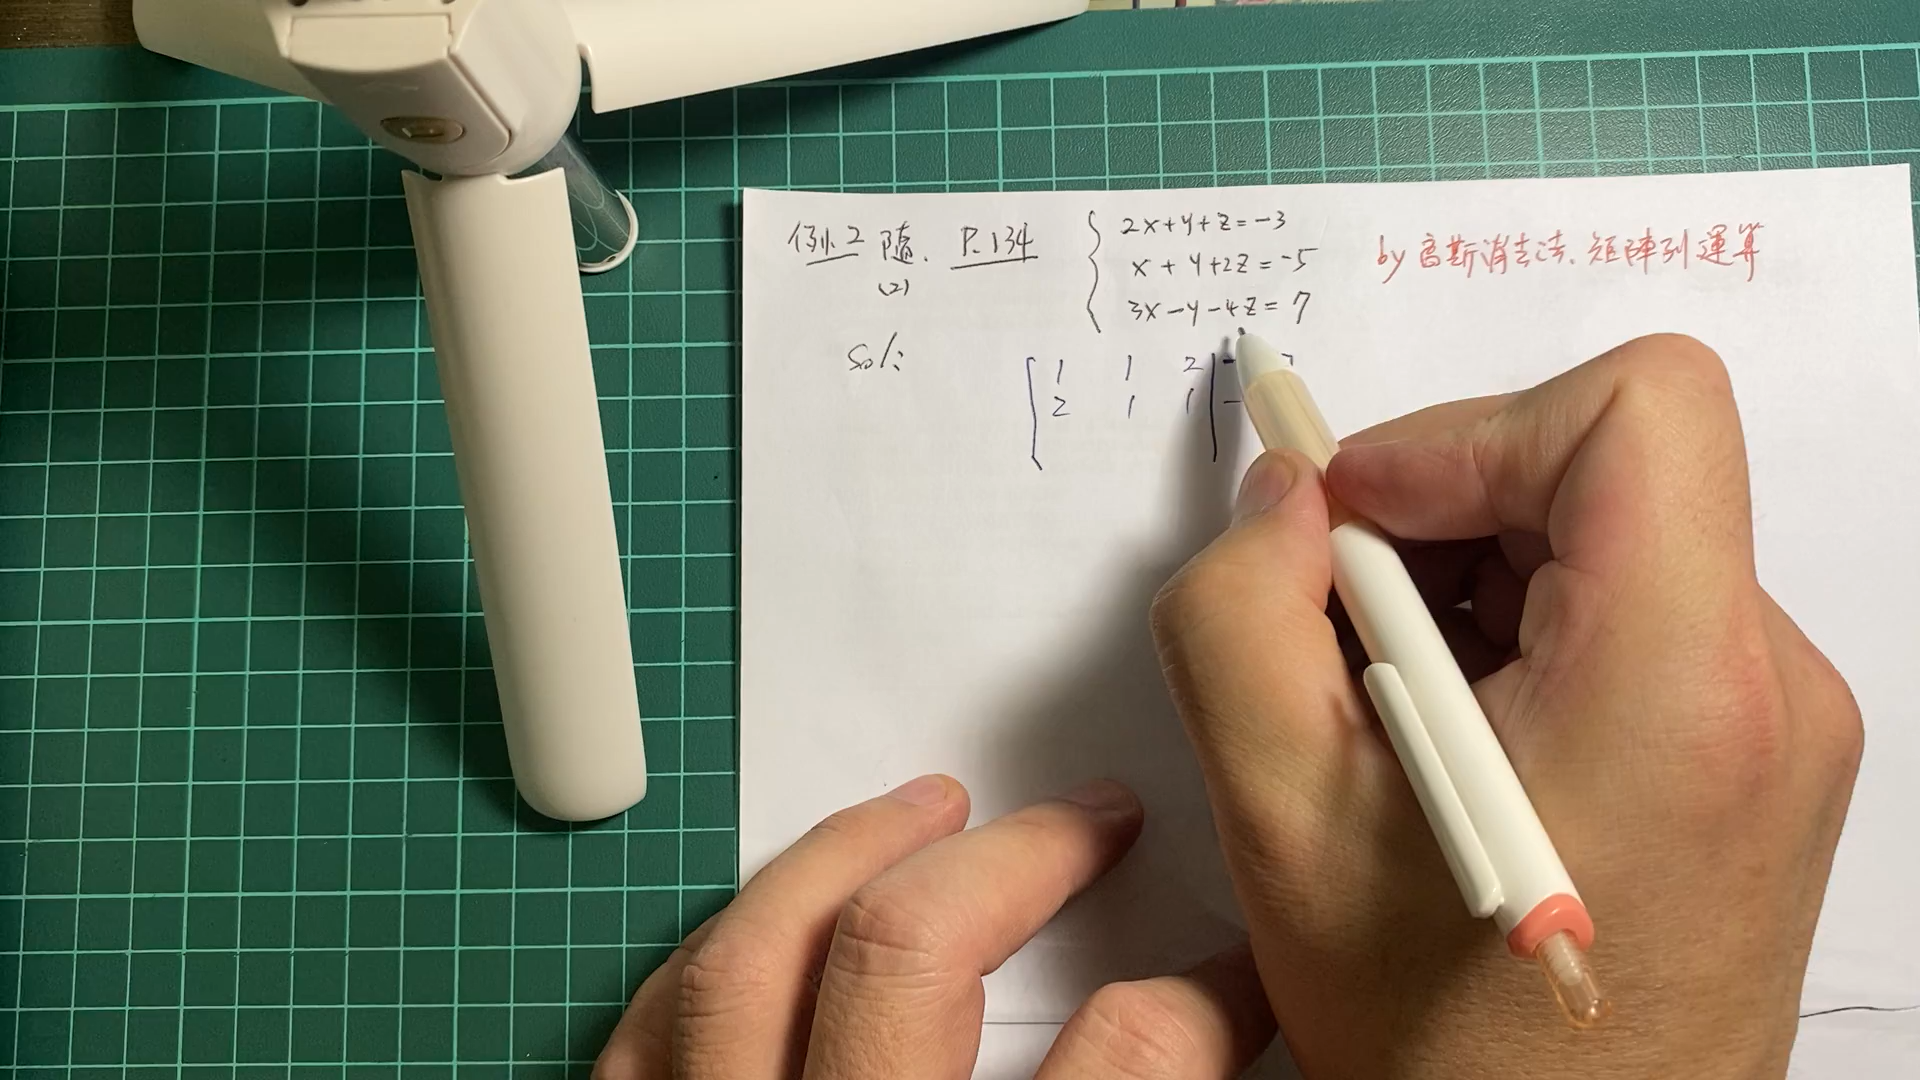 例2 隨. P.134
(2)
2x+y+z=-3
x+y+2z=-5
3x-y-4z=7
by 高斯消去法、矩陣列運算
Sol:
1 1 2
2 1 1 -